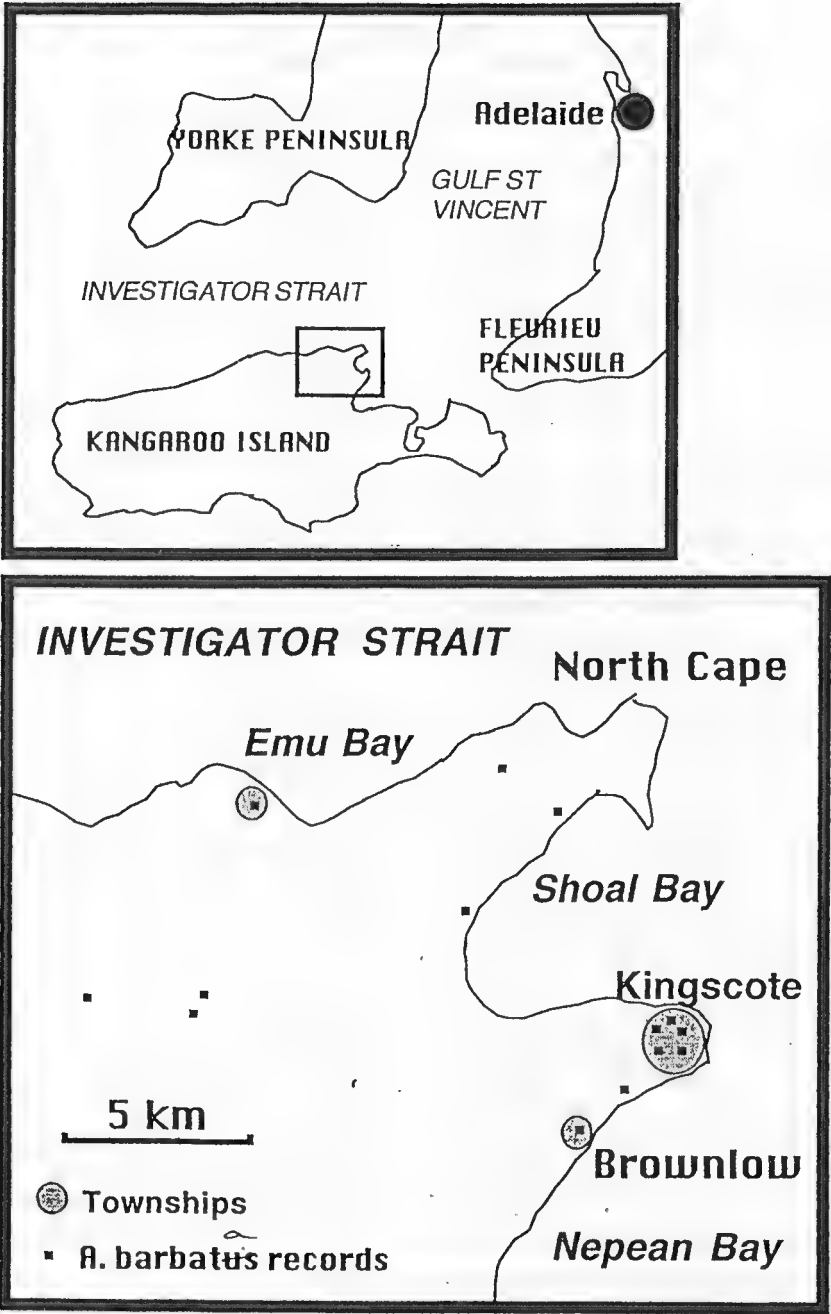 Adelaide
YORKE PENINSULA
GULF ST
VINCENT
INVESTIGATOR STRAIT
FLEURIEU
PENINSULA
KANGAROO ISLAND
INVESTIGATOR STRAIT
North Cape
Emu Bay
Shoal Bay
Kingscote
5 km
Brownlow
Townships
a
A. barbatus records
Nepean Bay